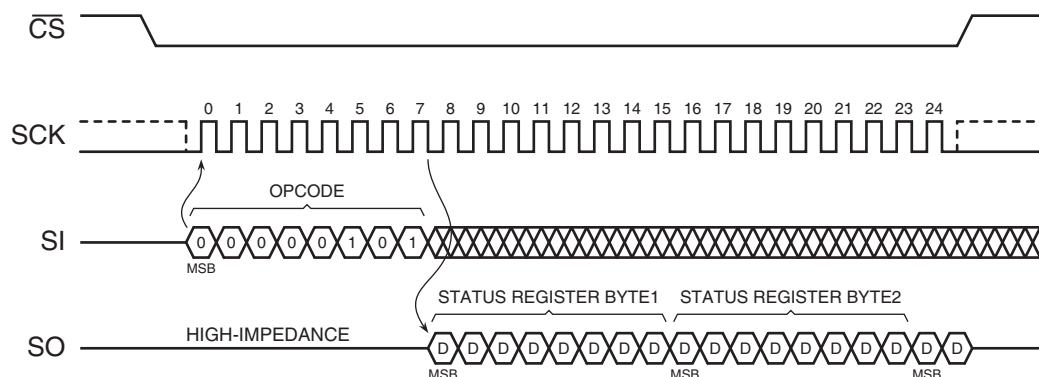 CS
SCK
0 1 2 3 4 5 6 7 8 9 10 11 12 13 14 15 16 17 18 19 20 21 22 23 24
OPCODE
SI
0 0 0 0 0 1 0 1
MSB
STATUS REGISTER BYTE1 STATUS REGISTER BYTE2
HIGH-IMPEDANCE
SO
D D D D D D D D D D D D D D D D D D
MSB MSB MSB